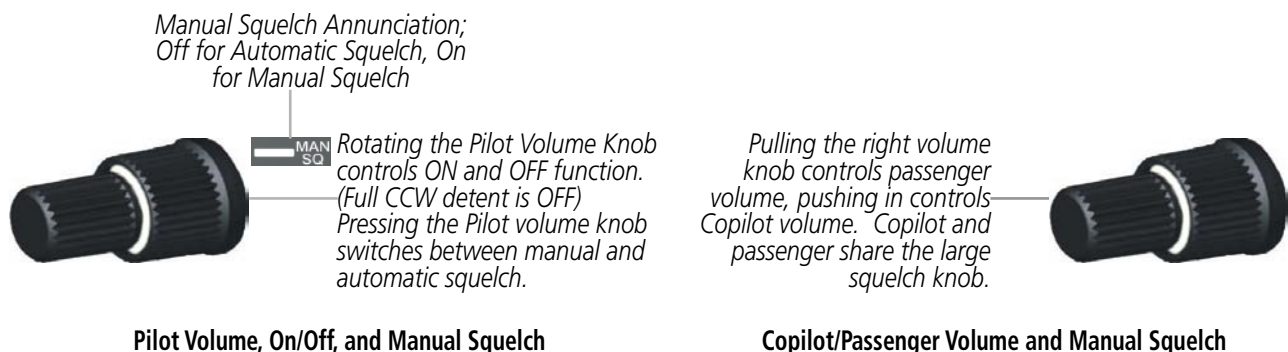 Manual Squelch Annunciation;
Off for Automatic Squelch, On
for Manual Squelch
MAN
SQ
Rotating the Pilot Volume Knob
controls ON and OFF function.
(Full CCW detent is OFF)
Pressing the Pilot volume knob
switches between manual and
automatic squelch.
Pilot Volume, On/Off, and Manual Squelch
Pulling the right volume
knob controls passenger
volume, pushing in controls
Copilot volume. Copilot and
passenger share the large
squelch knob.
Copilot/Passenger Volume and Manual Squelch